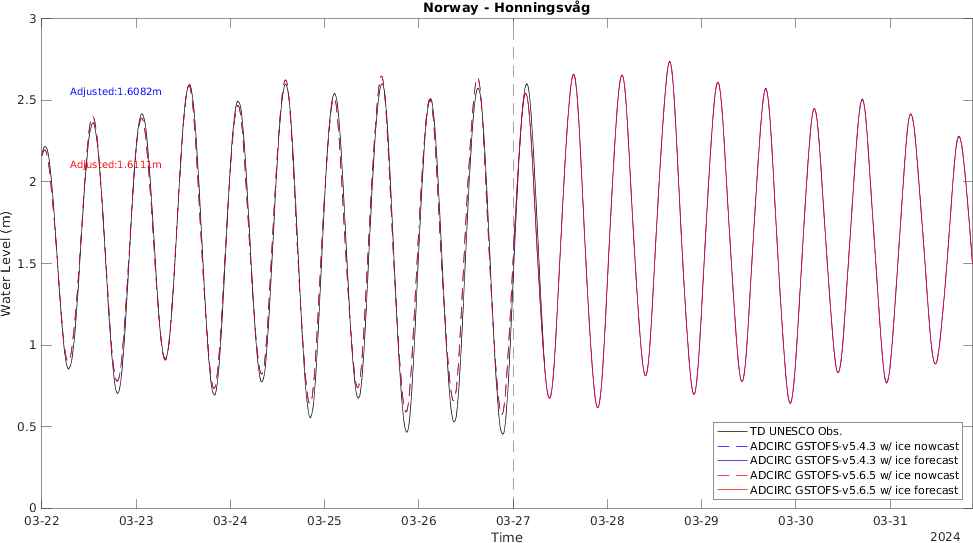 Norway - Honningsvåg
3
2.5
2
1.5
1
0.5
0
Water Level (m)
Adjusted:1.6082m
Adjusted:1.6111m
TD UNESCO Obs.
ADCIRC GSTOFS-v5.4.3 w/ ice nowcast
ADCIRC GSTOFS-v5.4.3 w/ ice forecast
ADCIRC GSTOFS-v5.6.5 w/ ice nowcast
ADCIRC GSTOFS-v5.6.5 w/ ice forecast
03-22 03-23 03-24 03-25 03-26 03-27 03-28 03-29 03-30 03-31
Time
2024